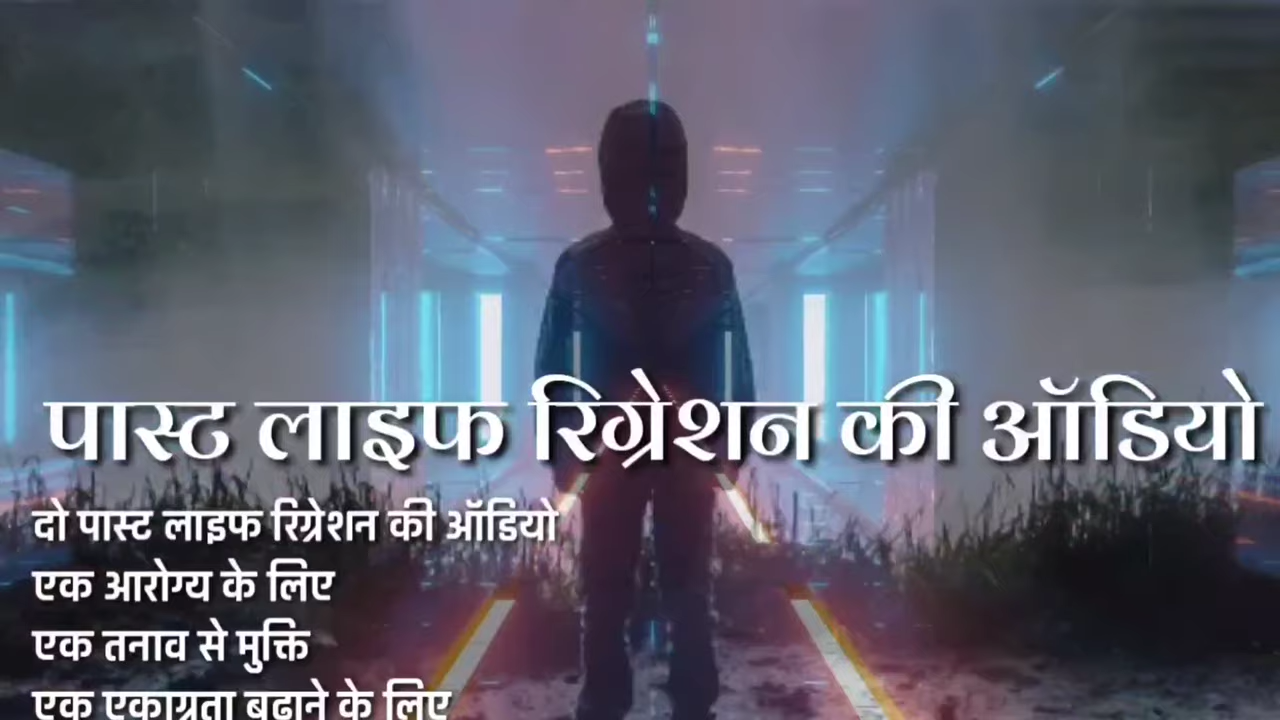 पास्ट लाइफ रिग्रेशन की ऑडियो
दो पास्ट लाइफ रिग्रेशन की ऑडियो
एक आरोग्य के लिए
एक तनाव से मुक्ति
एक एकाग्रता बढ़ाने के लिए